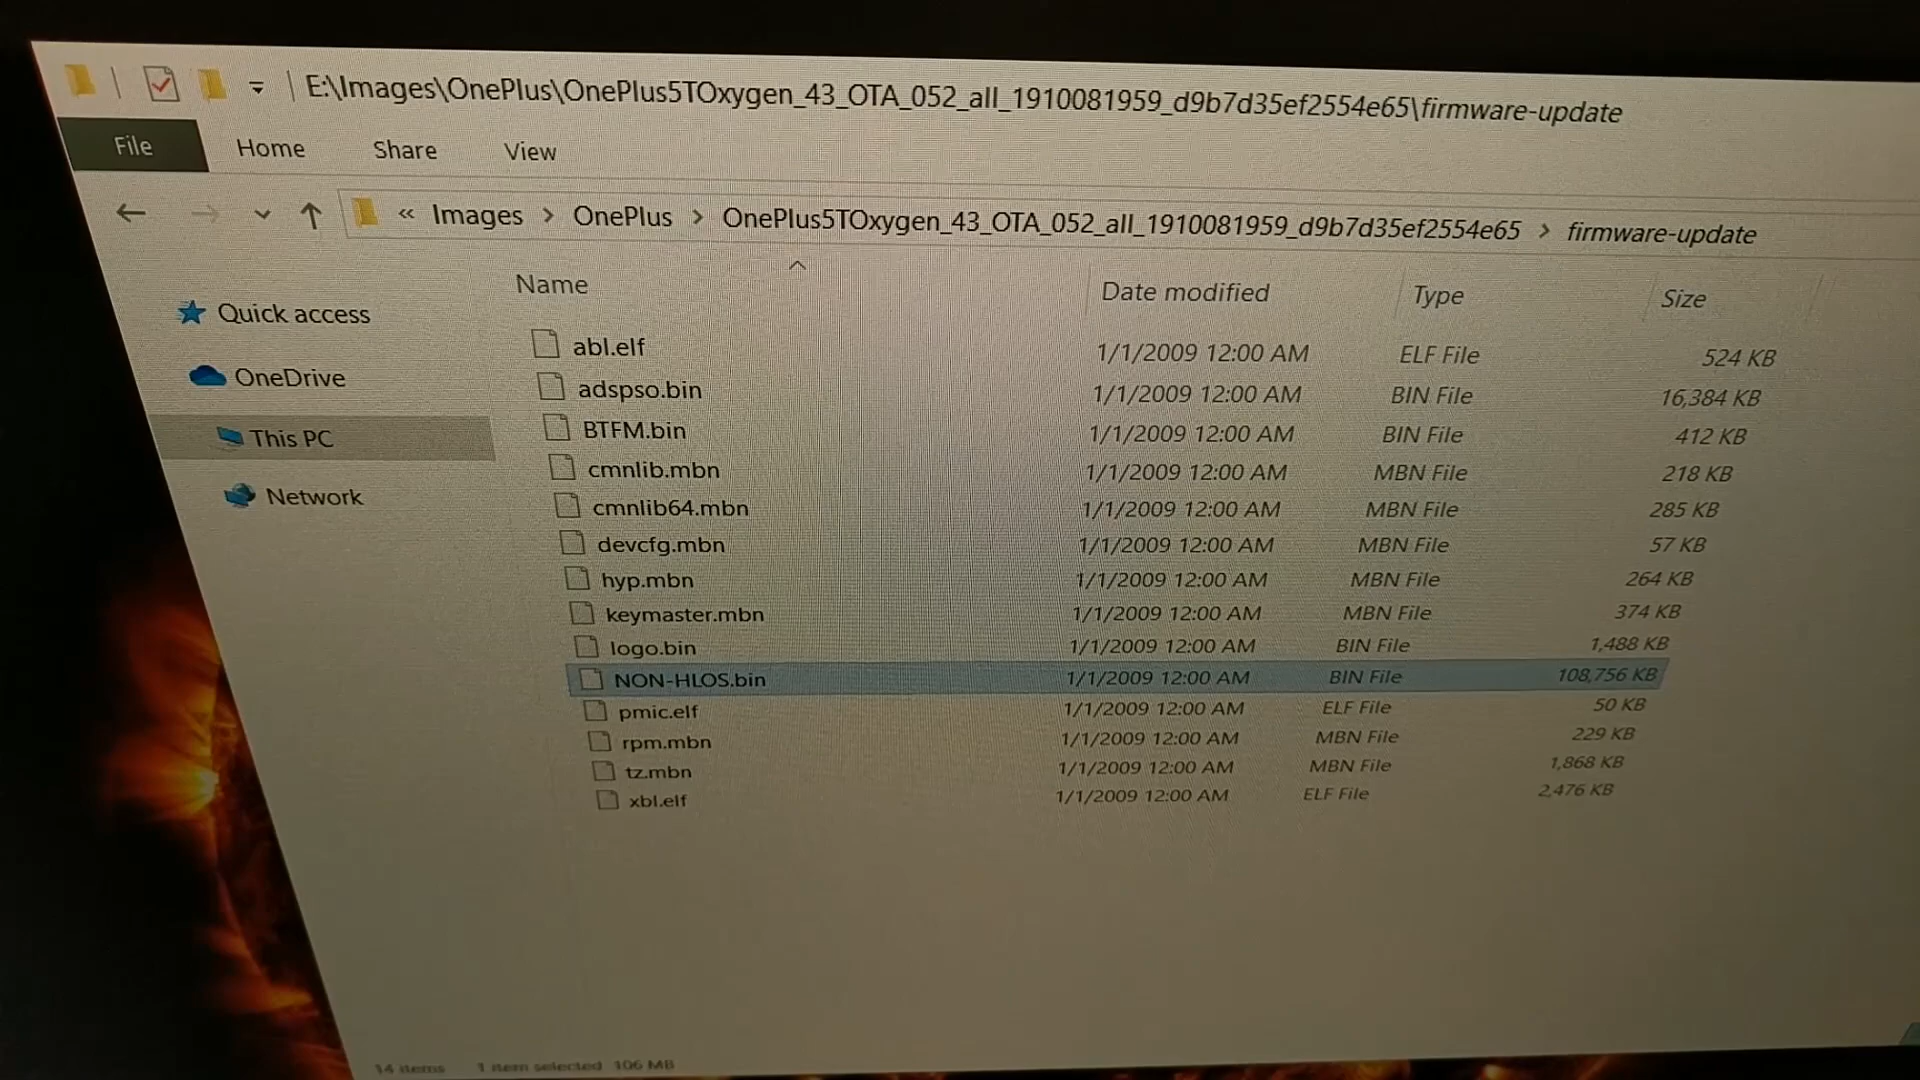 E:\Images\OnePlus\OnePlus5TOxygen_43_OTA_052_all_1910081959_d9b7d35ef2554e65\firmware-update
File Home Share View
« Images > OnePlus > OnePlus5TOxygen_43_OTA_052_all_1910081959_d9b7d35ef2554e65 > firmware-update
Name Date modified Type Size
Quick access
OneDrive
This PC
Network
abl.elf 1/1/2009 12:00 AM ELF File 524 KB
adspso.bin 1/1/2009 12:00 AM BIN File 16,384 KB
BTFM.bin 1/1/2009 12:00 AM BIN File 412 KB
cmnlib.mbn 1/1/2009 12:00 AM MBN File 218 KB
cmnlib64.mbn 1/1/2009 12:00 AM MBN File 285 KB
devcfg.mbn 1/1/2009 12:00 AM MBN File 57 KB
hyp.mbn 1/1/2009 12:00 AM MBN File 264 KB
keymaster.mbn 1/1/2009 12:00 AM MBN File 374 KB
logo.bin 1/1/2009 12:00 AM BIN File 1,488 KB
NON-HLOS.bin 1/1/2009 12:00 AM BIN File 108,756 KB
pmic.elf 1/1/2009 12:00 AM ELF File 50 KB
rpm.mbn 1/1/2009 12:00 AM MBN File 229 KB
tz.mbn 1/1/2009 12:00 AM MBN File 1,868 KB
xbl.elf 1/1/2009 12:00 AM ELF File 2,476 KB
14 items 1 item selected 106 MB